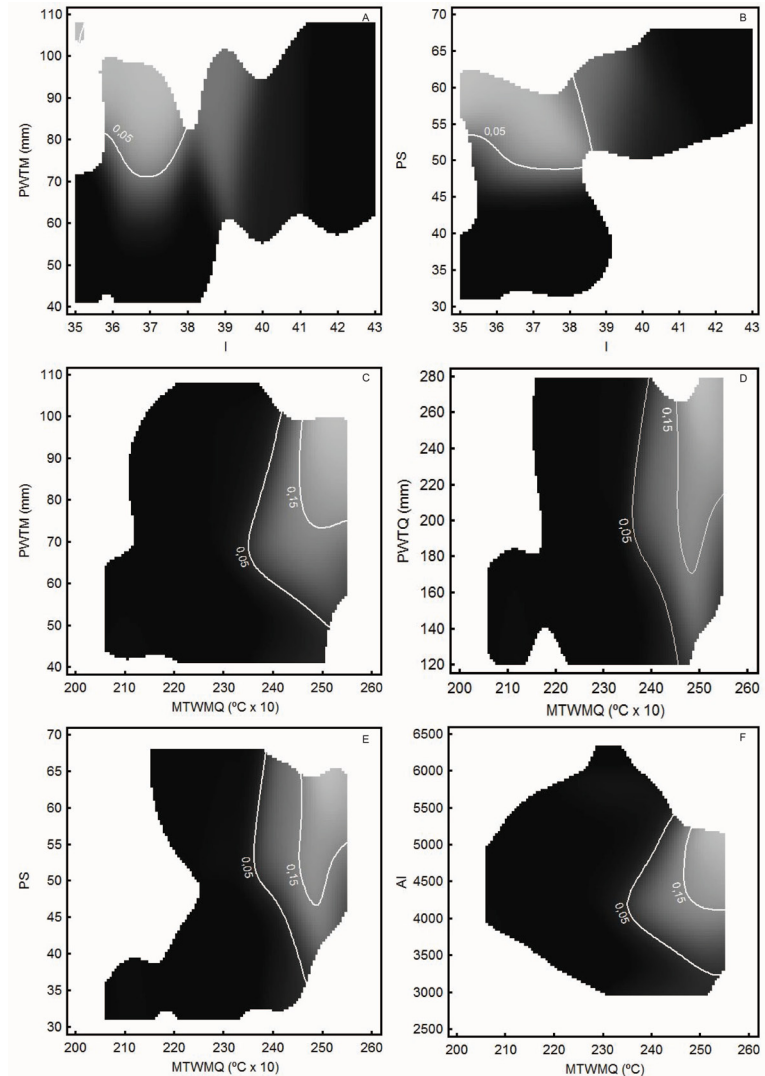 A
PWTM (mm)
110
100
90
80
70
60
50
40
0,05
35 36 37 38 39 40 41 42 43
I
B
PS
70
65
60
55
50
45
40
35
30
0,05
35 36 37 38 39 40 41 42 43
I
C
PWTM (mm)
110
100
90
80
70
60
50
40
0,05
0,15
200 210 220 230 240 250 260
MTWMQ (ºC x 10)
D
PWTQ (mm)
280
260
240
220
200
180
160
140
120
0,05
0,15
200 210 220 230 240 250 260
MTWMQ (ºC x 10)
E
PS
70
65
60
55
50
45
40
35
30
0,05
0,15
200 210 220 230 240 250 260
MTWMQ (ºC x 10)
F
AI
6500
6000
5500
5000
4500
4000
3500
3000
2500
0,05
0,15
200 210 220 230 240 250 260
MTWMQ (ºC)